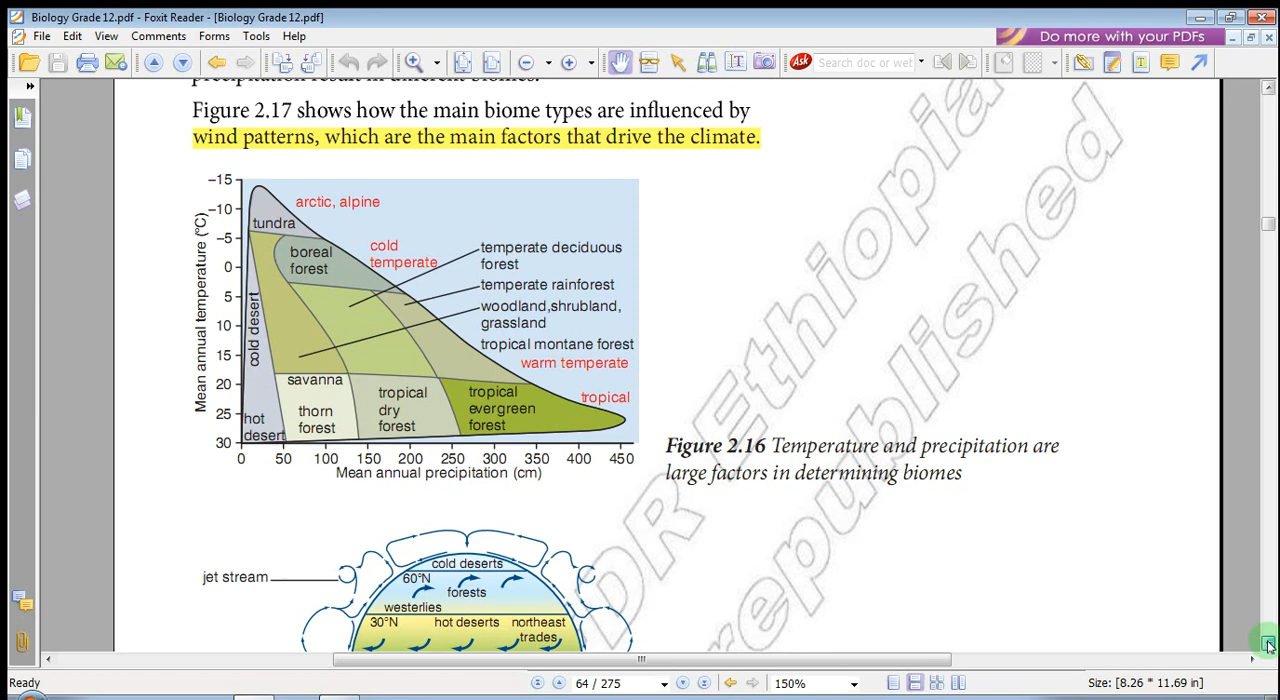 Biology Grade 12.pdf - Foxit Reader - [Biology Grade 12.pdf]
File Edit View Comments Forms Tools Help
Do more with your PDFs
Ask Search doc or web
Figure 2.17 shows how the main biome types are influenced by
wind patterns, which are the main factors that drive the climate.
Mean annual temperature (°C)
–15
–10
–5
0
5
10
15
20
25
30
arctic, alpine
tundra
boreal
forest
cold
temperate
temperate deciduous
forest
temperate rainforest
woodland,shrubland,
grassland
tropical montane forest
warm temperate
tropical
cold desert
hot
desert
savanna
thorn
forest
tropical
dry
forest
tropical
evergreen
forest
0 50 100 150 200 250 300 350 400 450
Mean annual precipitation (cm)
Figure 2.16 Temperature and precipitation are
large factors in determining biomes
jet stream
cold deserts
60°N
forests
westerlies
30°N hot deserts northeast
trades
DR Ethiopia
republished
Ready
64 / 275
150%
Size: [8.26 * 11.69 in]